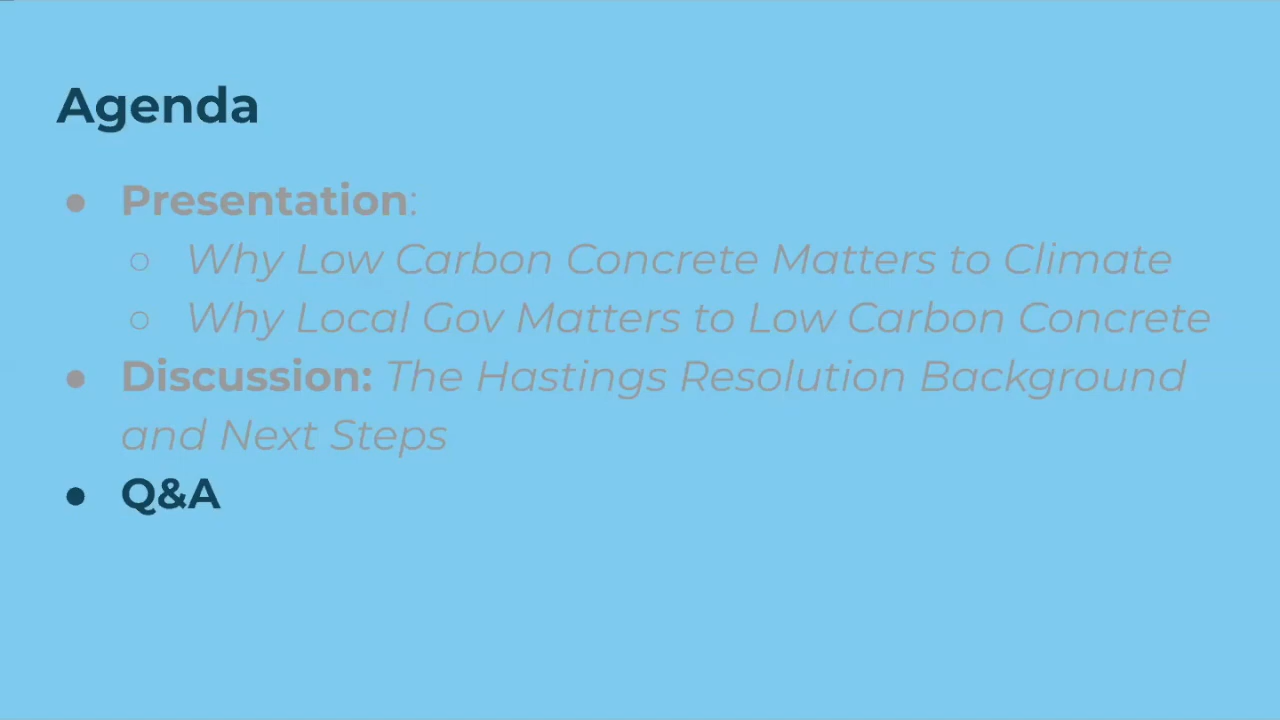 Agenda
● Presentation:
○ Why Low Carbon Concrete Matters to Climate
○ Why Local Gov Matters to Low Carbon Concrete
● Discussion: The Hastings Resolution Background
and Next Steps
● Q&A